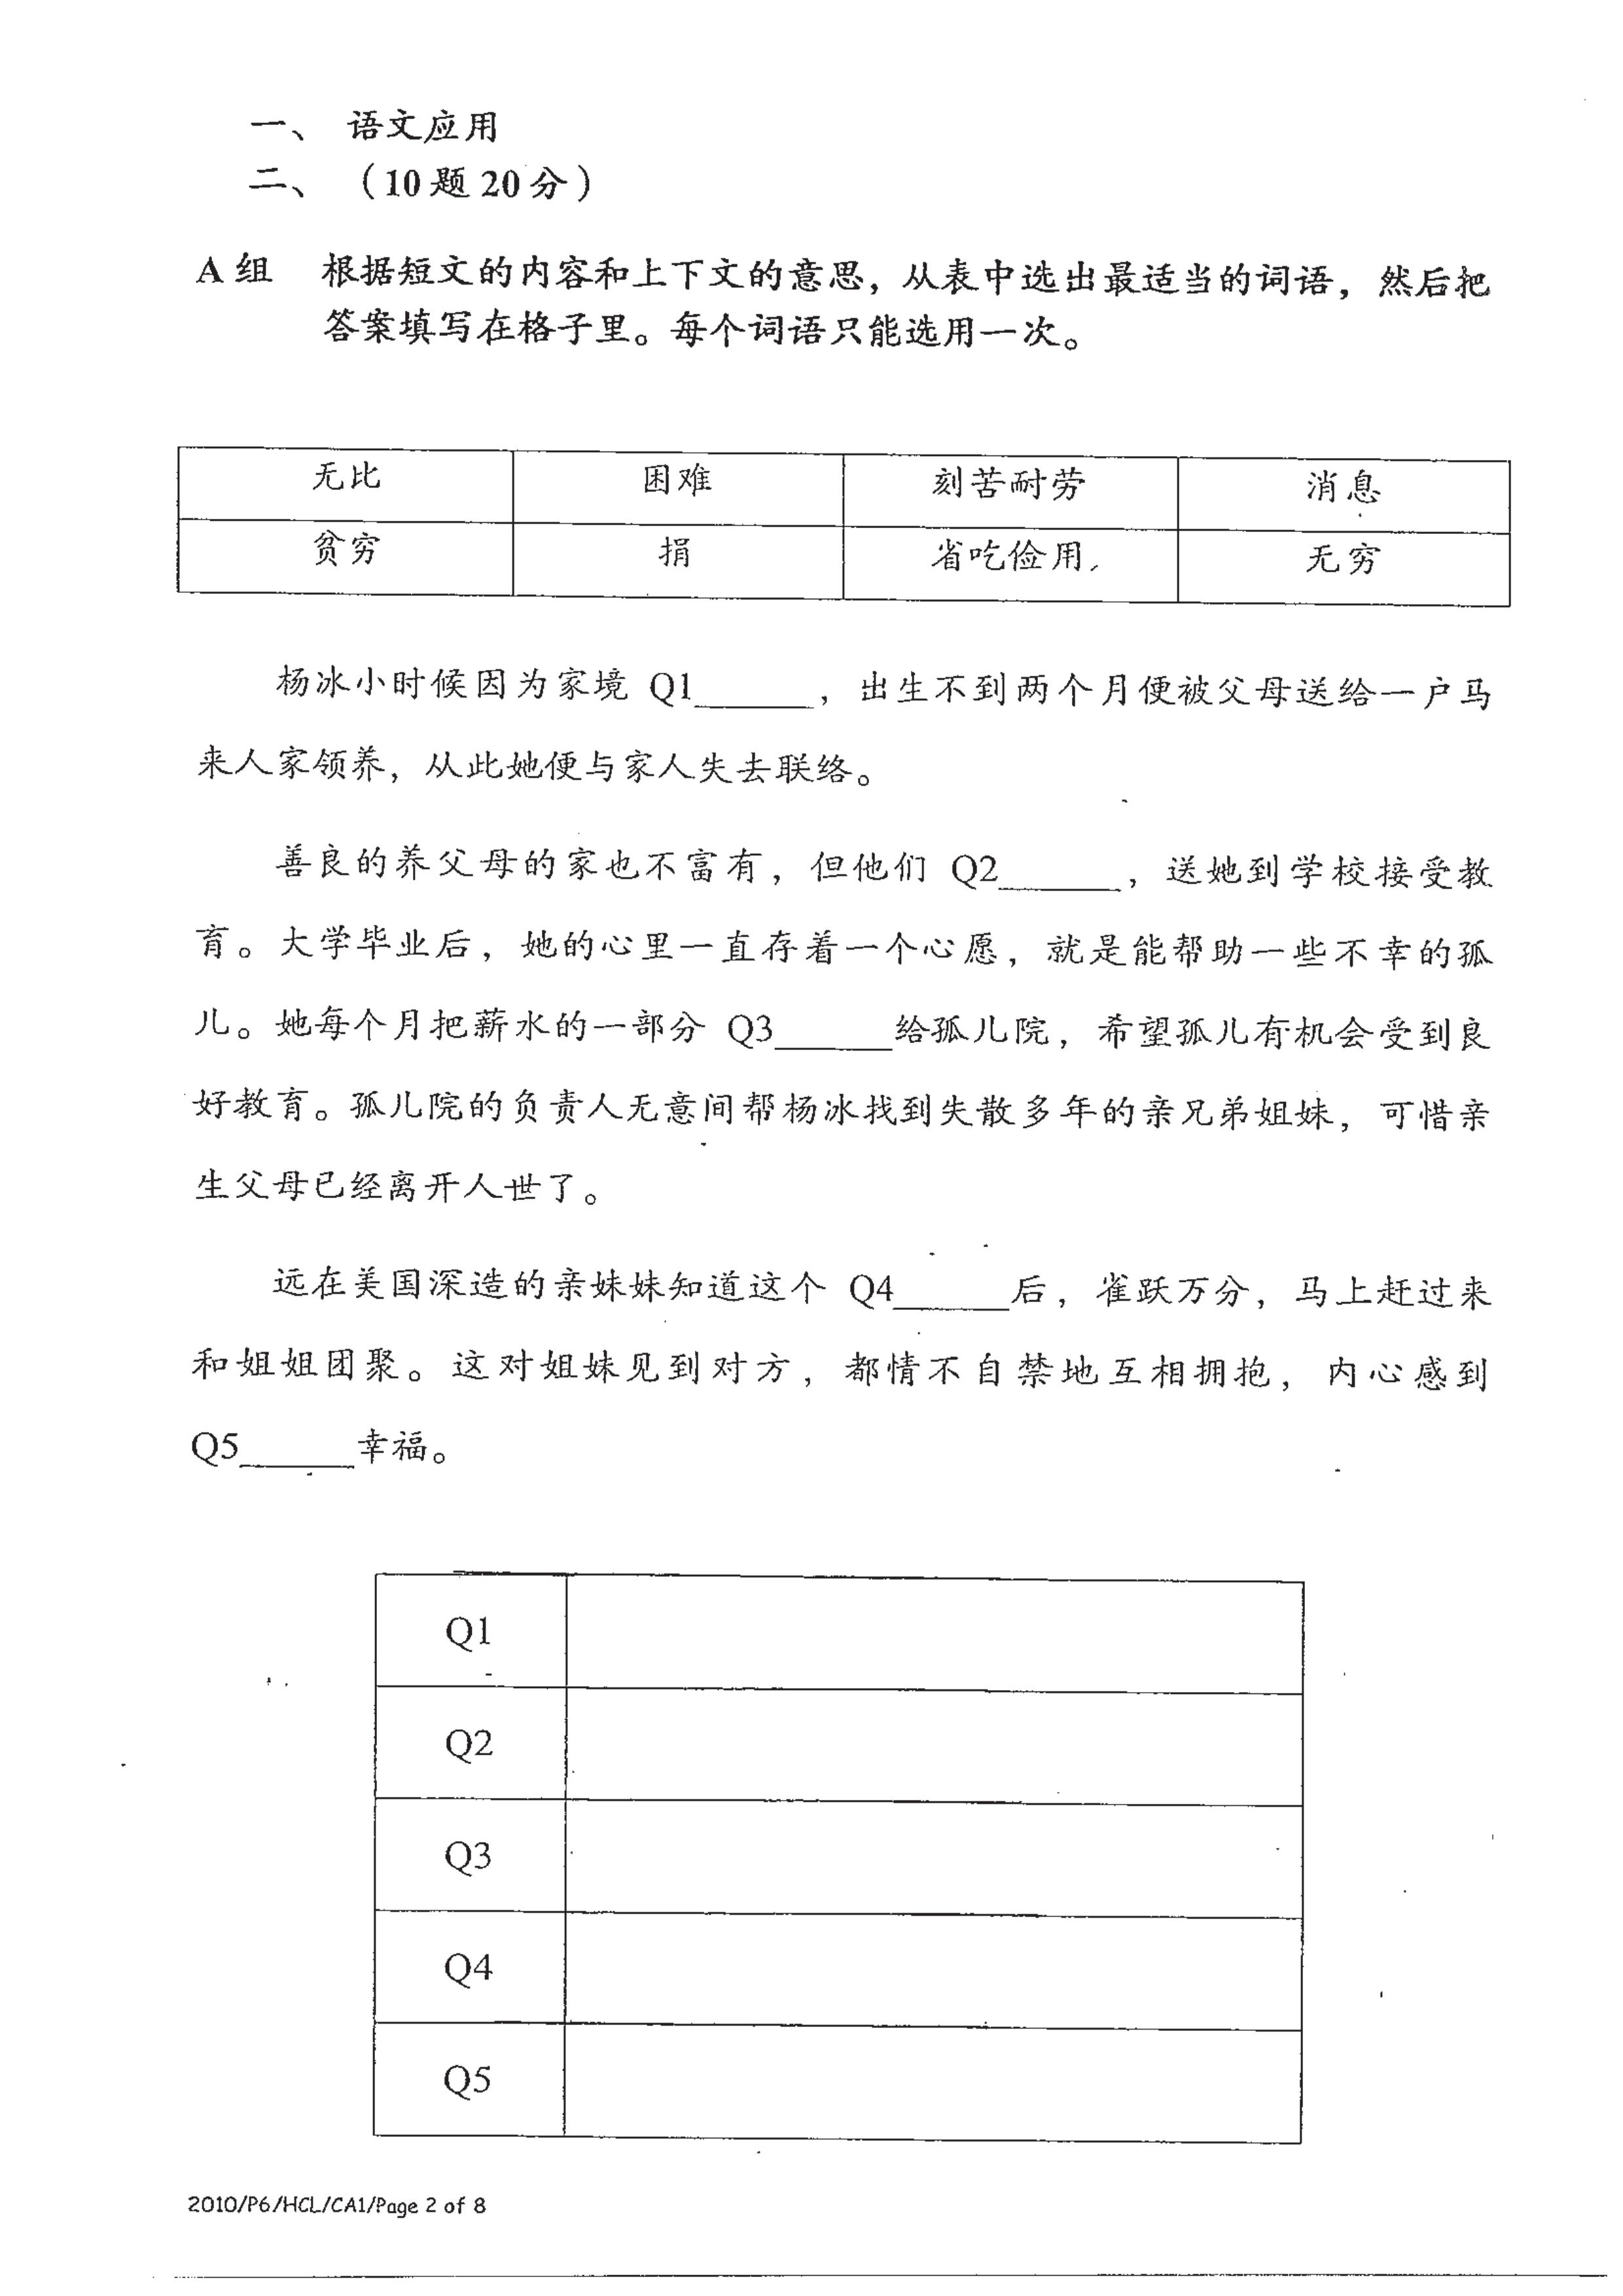 一、 语文应用
二、 （10题 20分）
A 组 根据短文的内容和上下文的意思，从表中选出最适当的词语，然后把
答案填写在格子里。每个词语只能选用一次。
无比 困难 刻苦耐劳 消息
贫穷 捐 省吃俭用 无穷
杨冰小时候因为家境 Q1______，出生不到两个月便被父母送给一户马
来人家领养，从此她便与家人失去联络。
善良的养父母的家也不富有，但他们 Q2______，送她到学校接受教
育。大学毕业后，她的心里一直存着一个心愿，就是能帮助一些不幸的孤
儿。她每个月把薪水的一部分 Q3______给孤儿院，希望孤儿有机会受到良
好教育。孤儿院的负责人无意间帮杨冰找到失散多年的亲兄弟姐妹，可惜亲
生父母已经离开人世了。
远在美国深造的亲妹妹知道这个 Q4______后，雀跃万分，马上赶过来
和姐姐团聚。这对姐妹见到对方，都情不自禁地互相拥抱，内心感到
Q5______幸福。
Q1
Q2
Q3
Q4
Q5
2010/P6/HCL/CA1/Page 2 of 8